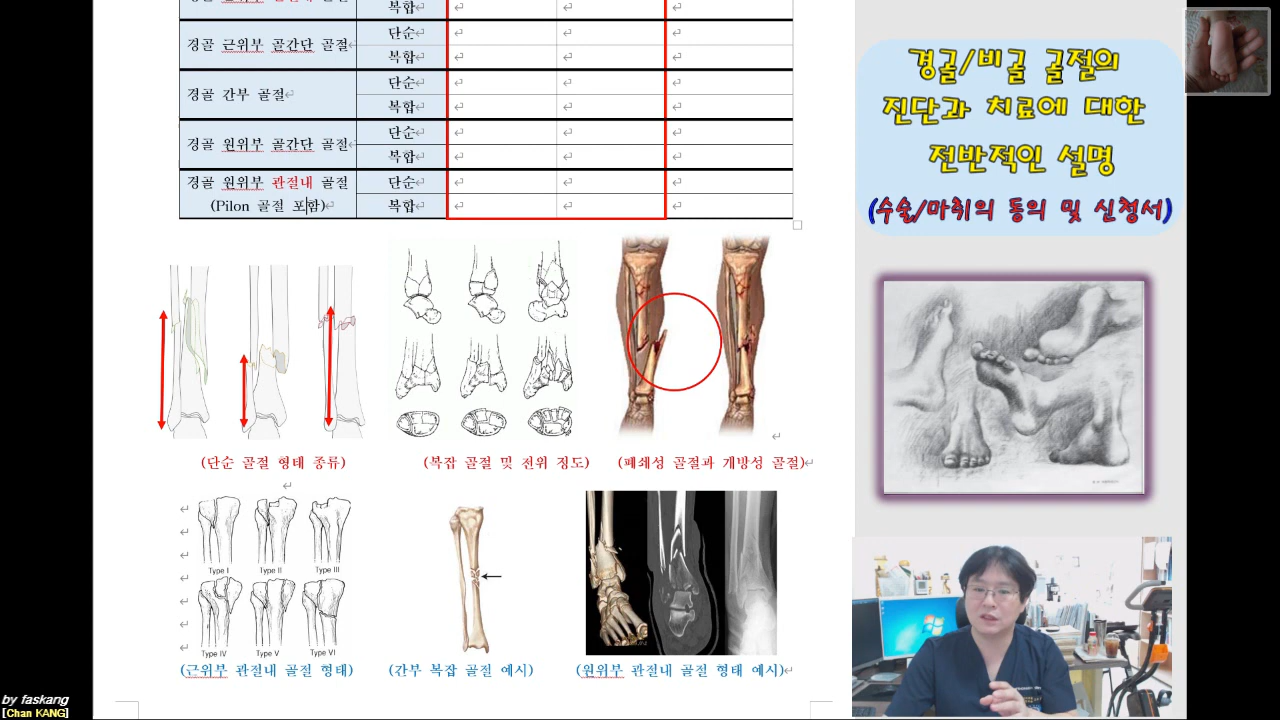 복합
경골 근위부 골간단 골절
단순
복합
경골 간부 골절
단순
복합
경골 원위부 골간단 골절
단순
복합
경골 원위부 관절내 골절
(Pilon 골절 포함)
단순
복합
(단순 골절 형태 종류)
(복잡 골절 및 전위 정도)
(폐쇄성 골절과 개방성 골절)
Type I
Type II
Type III
Type IV
Type V
Type VI
(근위부 관절내 골절 형태)
(간부 복잡 골절 예시)
(원위부 관절내 골절 형태 예시)
경골/비골 골절의
진단과 치료에 대한
전반적인 설명
(수술/마취의 동의 및 신청서)
by faskang
[Chan KANG]